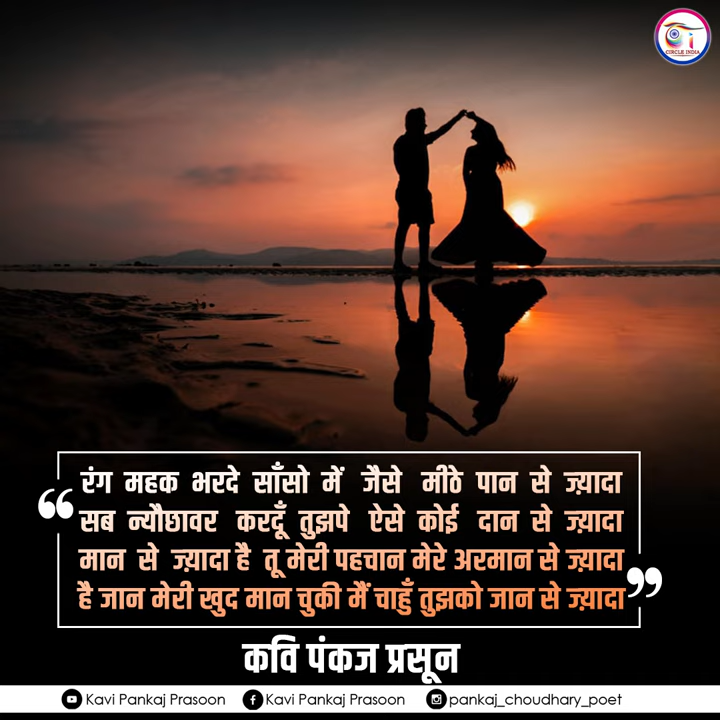 CIRCLE INDIA
“
रंग महक भरदे साँसो में जैसे मीठे पान से ज़्यादा
सब न्यौछावर करदूँ तुझपे ऐसे कोई दान से ज़्यादा
मान से ज़्यादा है तू मेरी पहचान मेरे अरमान से ज़्यादा
है जान मेरी खुद मान चुकी मैं चाहुँ तुझको जान से ज़्यादा
”
कवि पंकज प्रसून
Kavi Pankaj Prasoon Kavi Pankaj Prasoon pankaj_choudhary_poet